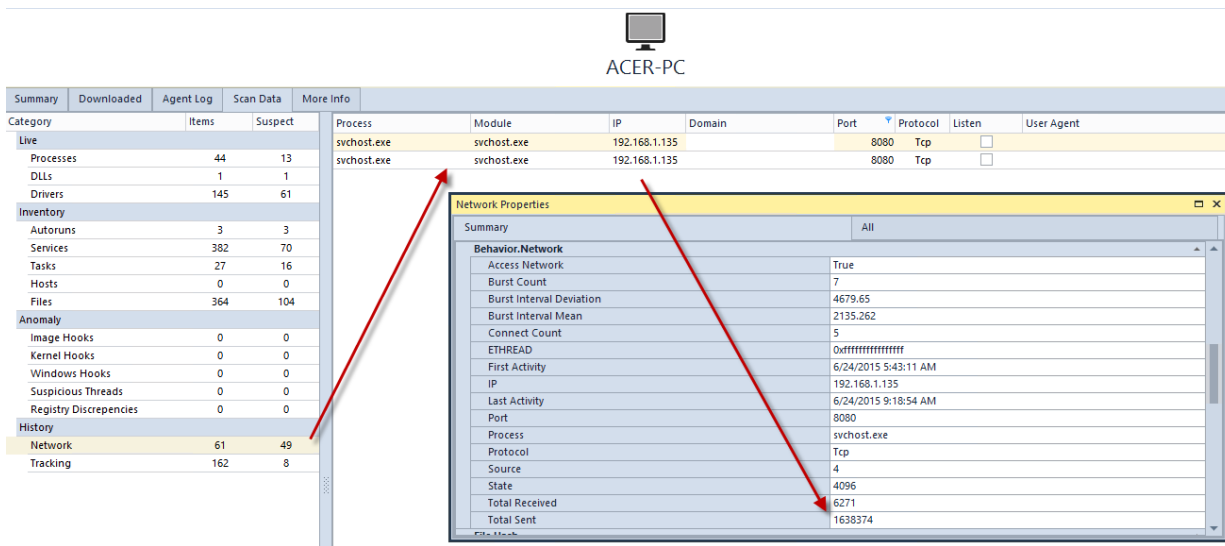 ACER-PC
Summary Downloaded Agent Log Scan Data More Info
Category Items Suspect
Live
Processes 44 13
DLLs 1 1
Drivers 145 61
Inventory
Autoruns 3 3
Services 382 70
Tasks 27 16
Hosts 0 0
Files 364 104
Anomaly
Image Hooks 0 0
Kernel Hooks 0 0
Windows Hooks 0 0
Suspicious Threads 0 0
Registry Discrepencies 0 0
History
Network 61 49
Tracking 162 8
Process Module IP Domain Port Protocol Listen User Agent
svchost.exe svchost.exe 192.168.1.135 8080 Tcp
svchost.exe svchost.exe 192.168.1.135 8080 Tcp
Network Properties
Summary All
Behavior.Network
Access Network True
Burst Count 7
Burst Interval Deviation 4679.65
Burst Interval Mean 2135.262
Connect Count 5
ETHREAD 0xffffffffffffffff
First Activity 6/24/2015 5:43:11 AM
IP 192.168.1.135
Last Activity 6/24/2015 9:18:54 AM
Port 8080
Process svchost.exe
Protocol Tcp
Source 4
State 4096
Total Received 6271
Total Sent 1638374